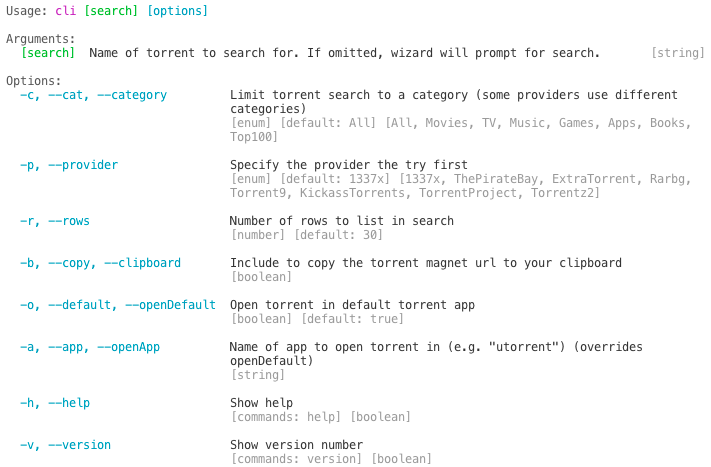 Usage: cli [search] [options]
Arguments:
[search] Name of torrent to search for. If omitted, wizard will prompt for search. [string]
Options:
-c, --cat, --category Limit torrent search to a category (some providers use different
categories)
[enum] [default: All] [All, Movies, TV, Music, Games, Apps, Books,
Top100]
-p, --provider Specify the provider the try first
[enum] [default: 1337x] [1337x, ThePirateBay, ExtraTorrent, Rarbg,
Torrent9, KickassTorrents, TorrentProject, Torrentz2]
-r, --rows Number of rows to list in search
[number] [default: 30]
-b, --copy, --clipboard Include to copy the torrent magnet url to your clipboard
[boolean]
-o, --default, --openDefault Open torrent in default torrent app
[boolean] [default: true]
-a, --app, --openApp Name of app to open torrent in (e.g. "utorrent") (overrides
openDefault)
[string]
-h, --help Show help
[commands: help] [boolean]
-v, --version Show version number
[commands: version] [boolean]